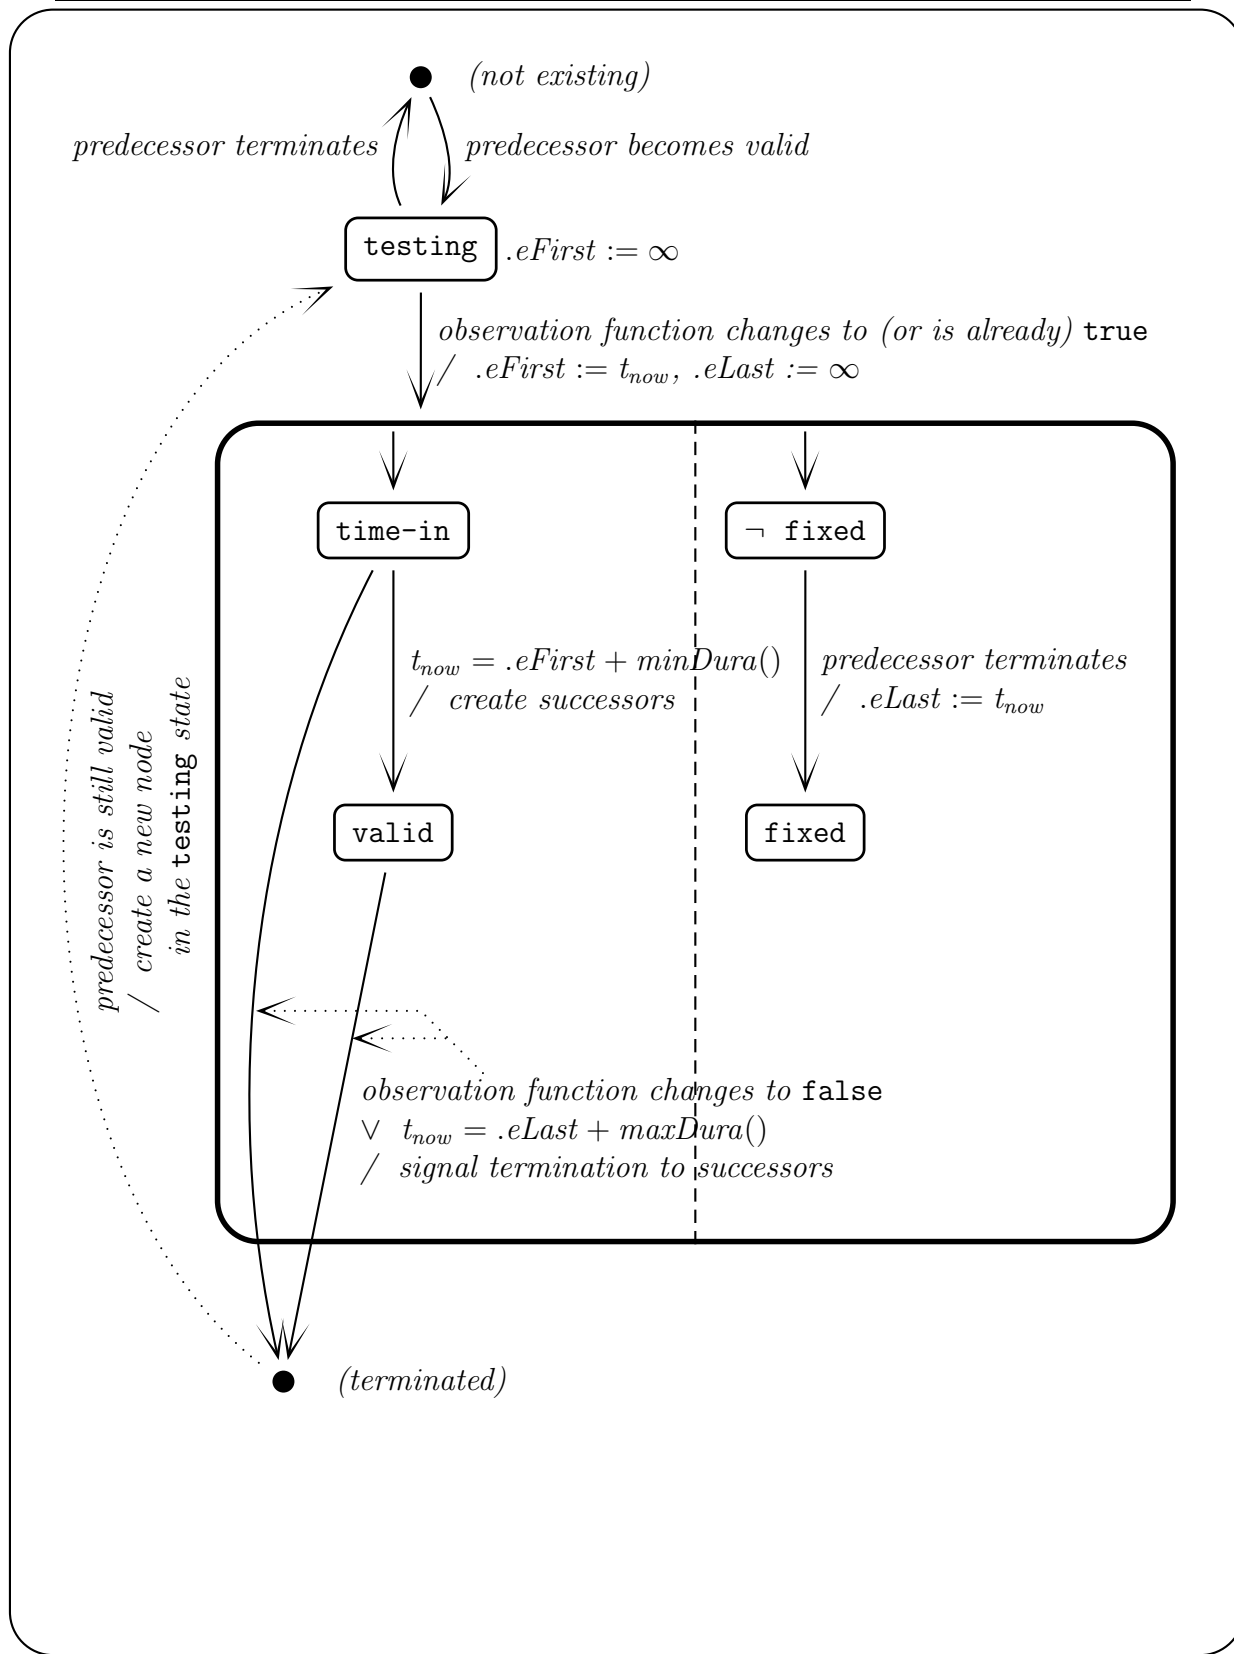 (not existing)
predecessor terminates
predecessor becomes valid
testing
.eFirst := ∞
observation function changes to (or is already) true
/ .eFirst := t_now, .eLast := ∞
time-in
¬ fixed
t_now = .eFirst + minDura()
/ create successors
predecessor terminates
/ .eLast := t_now
predecessor is still valid
/ create a new node
in the testing state
valid
fixed
observation function changes to false
∨ t_now = .eLast + maxDura()
/ signal termination to successors
(terminated)